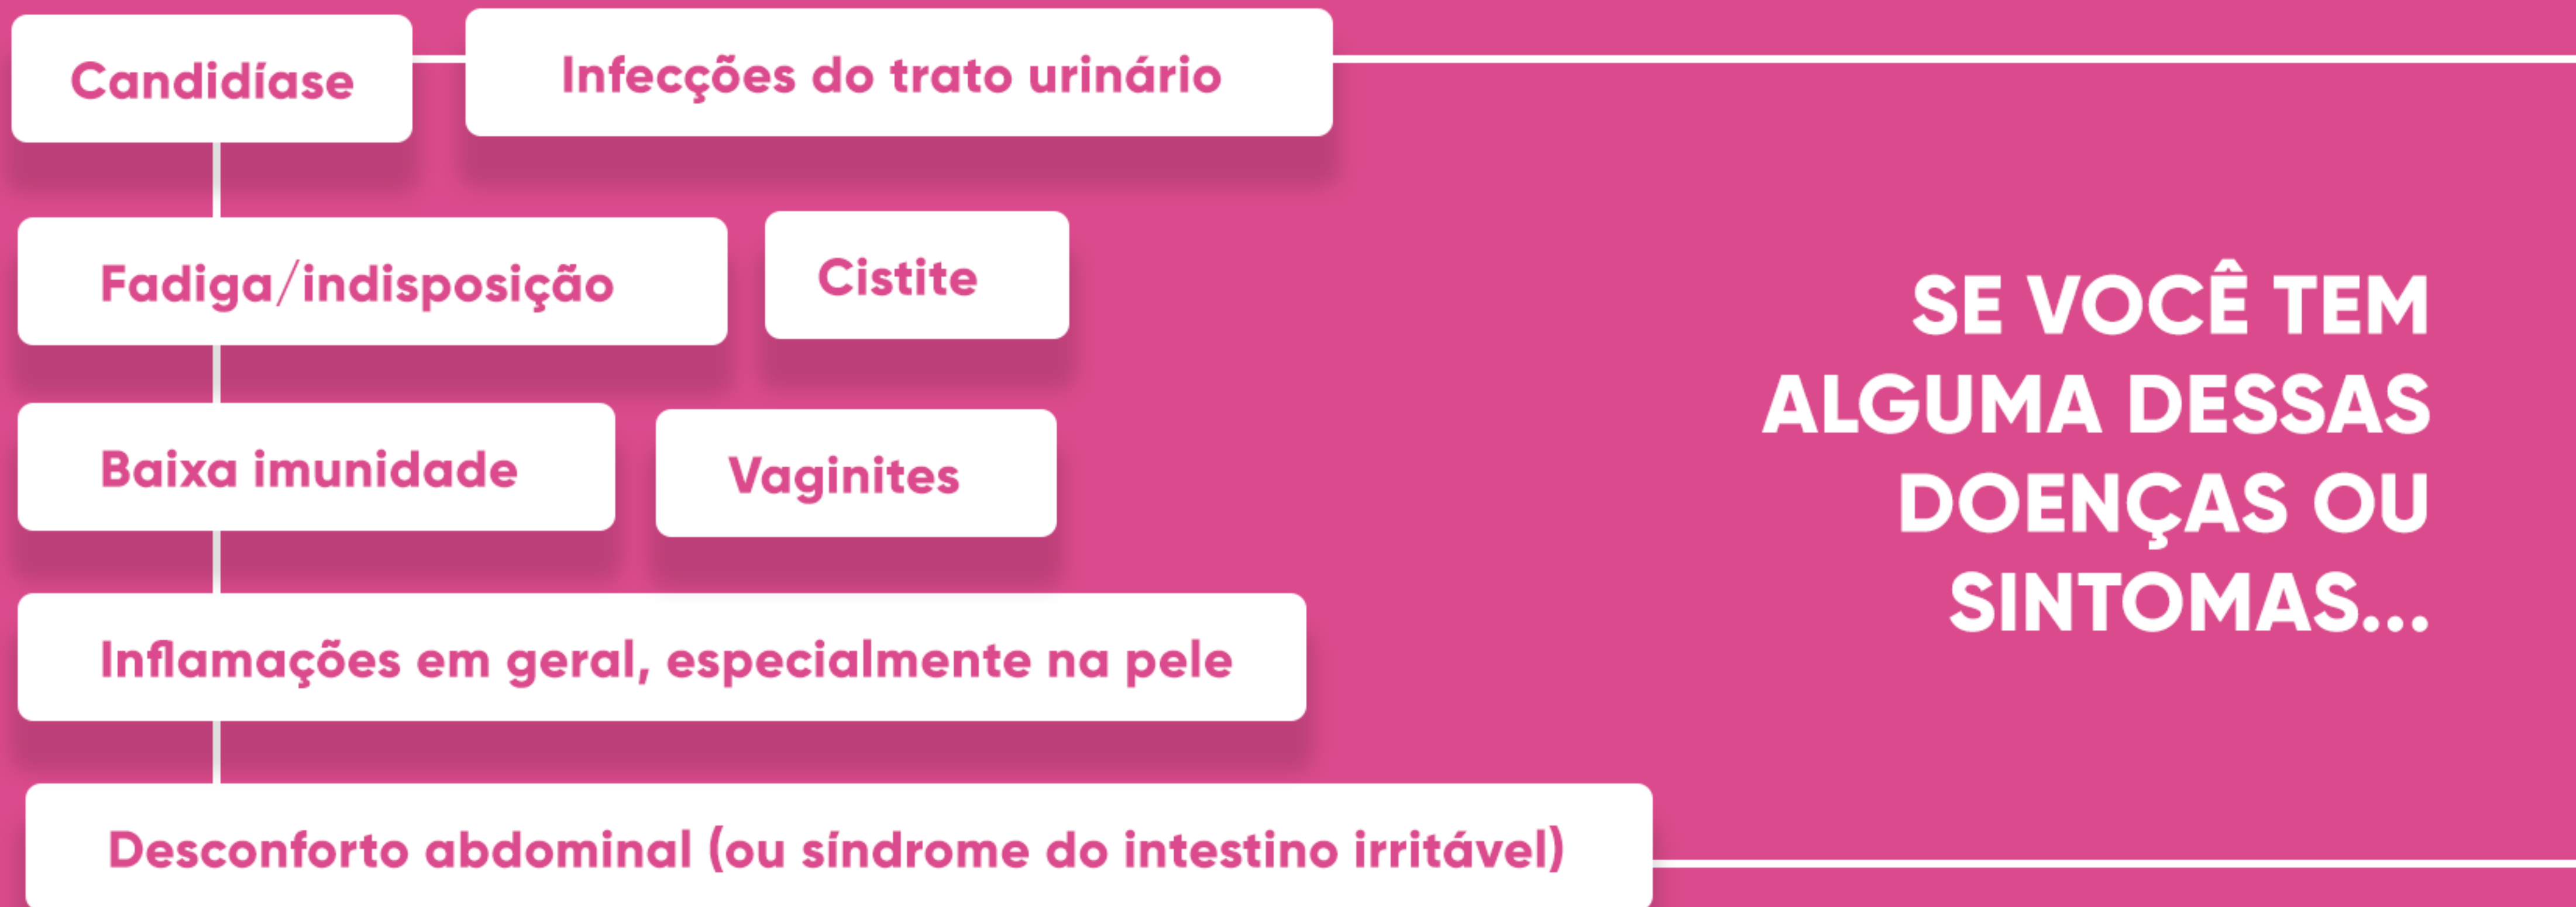 Candidíase
Infecções do trato urinário
Fadiga/indisposição
Cistite
Baixa imunidade
Vaginites
Inflamações em geral, especialmente na pele
Desconforto abdominal (ou síndrome do intestino irritável)
SE VOCÊ TEM
ALGUMA DESSAS
DOENÇAS OU
SINTOMAS...